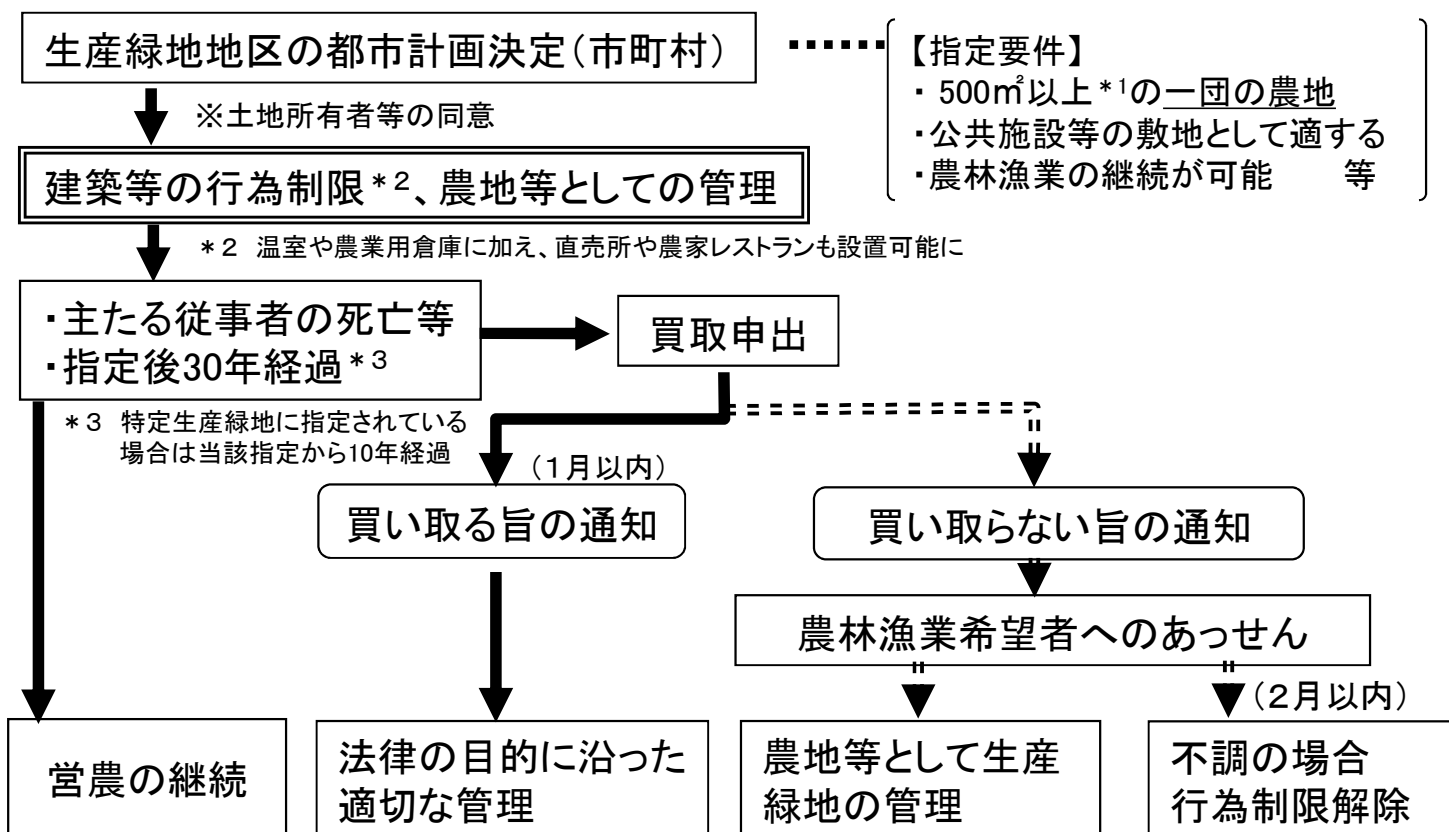 生産緑地地区の都市計画決定(市町村)
【指定要件】
・500㎡以上*1の一団の農地
・公共施設等の敷地として適する
・農林漁業の継続が可能　等
※土地所有者等の同意
建築等の行為制限*2、農地等としての管理
*2 温室や農業用倉庫に加え、直売所や農家レストランも設置可能に
・主たる従事者の死亡等
・指定後30年経過*3
買取申出
*3 特定生産緑地に指定されている
場合は当該指定から10年経過
(1月以内)
買い取る旨の通知
買い取らない旨の通知
農林漁業希望者へのあっせん
(2月以内)
営農の継続
法律の目的に沿った
適切な管理
農地等として生産
緑地の管理
不調の場合
行為制限解除